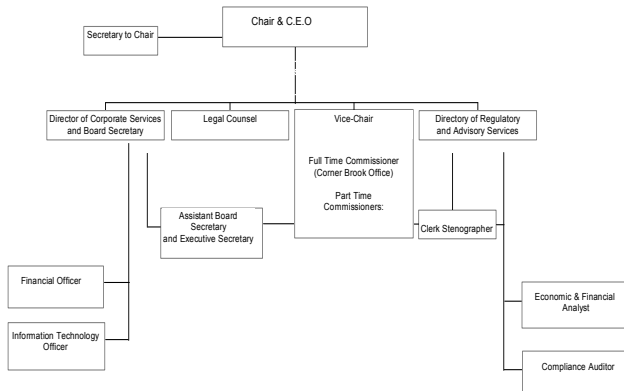 Chair & C.E.O
Secretary to Chair
Director of Corporate Services
and Board Secretary
Legal Counsel
Vice-Chair
Full Time Commissioner
(Corner Brook Office)
Part Time
Commissioners:
Directory of Regulatory
and Advisory Services
Assistant Board
Secretary
and Executive Secretary
Clerk Stenographer
Financial Officer
Information Technology
Officer
Economic & Financial
Analyst
Compliance Auditor